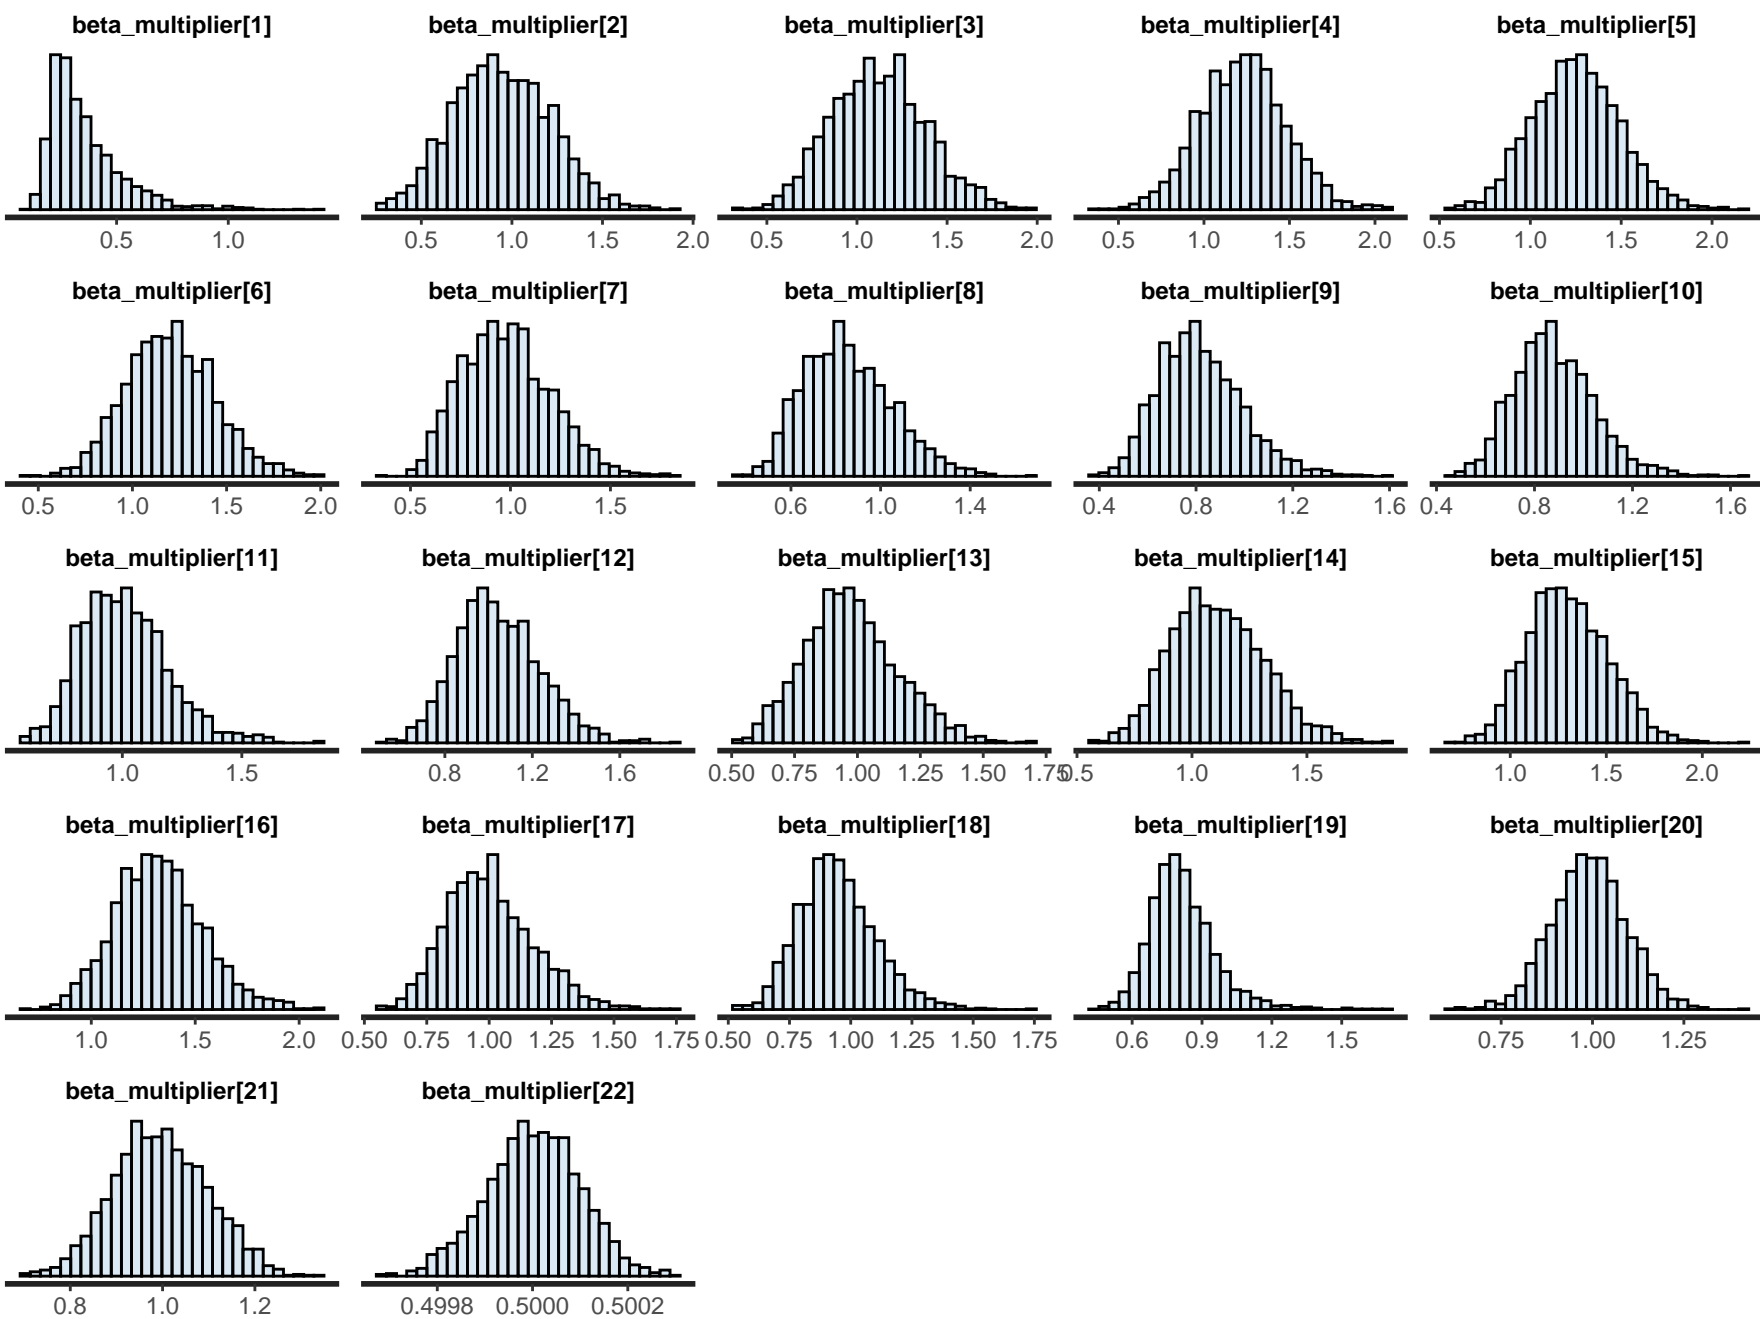 beta_multiplier[1] beta_multiplier[2] beta_multiplier[3] beta_multiplier[4] beta_multiplier[5]
0.5 1.0 0.5 1.0 1.5 2.0 0.5 1.0 1.5 2.0 0.5 1.0 1.5 2.0 0.5 1.0 1.5 2.0
beta_multiplier[6] beta_multiplier[7] beta_multiplier[8] beta_multiplier[9] beta_multiplier[10]
0.5 1.0 1.5 2.0 0.5 1.0 1.5 0.6 1.0 1.4 0.4 0.8 1.2 1.6 0.4 0.8 1.2 1.6
beta_multiplier[11] beta_multiplier[12] beta_multiplier[13] beta_multiplier[14] beta_multiplier[15]
1.0 1.5 0.8 1.2 1.6 0.50 0.75 1.00 1.25 1.50 1.75 0.5 1.0 1.5 1.0 1.5 2.0
beta_multiplier[16] beta_multiplier[17] beta_multiplier[18] beta_multiplier[19] beta_multiplier[20]
1.0 1.5 2.0 0.50 0.75 1.00 1.25 1.75 0.50 0.75 1.00 1.25 1.50 1.75 0.6 0.9 1.2 1.5 0.75 1.00 1.25
beta_multiplier[21] beta_multiplier[22]
0.8 1.0 1.2 0.4998 0.5000 0.5002